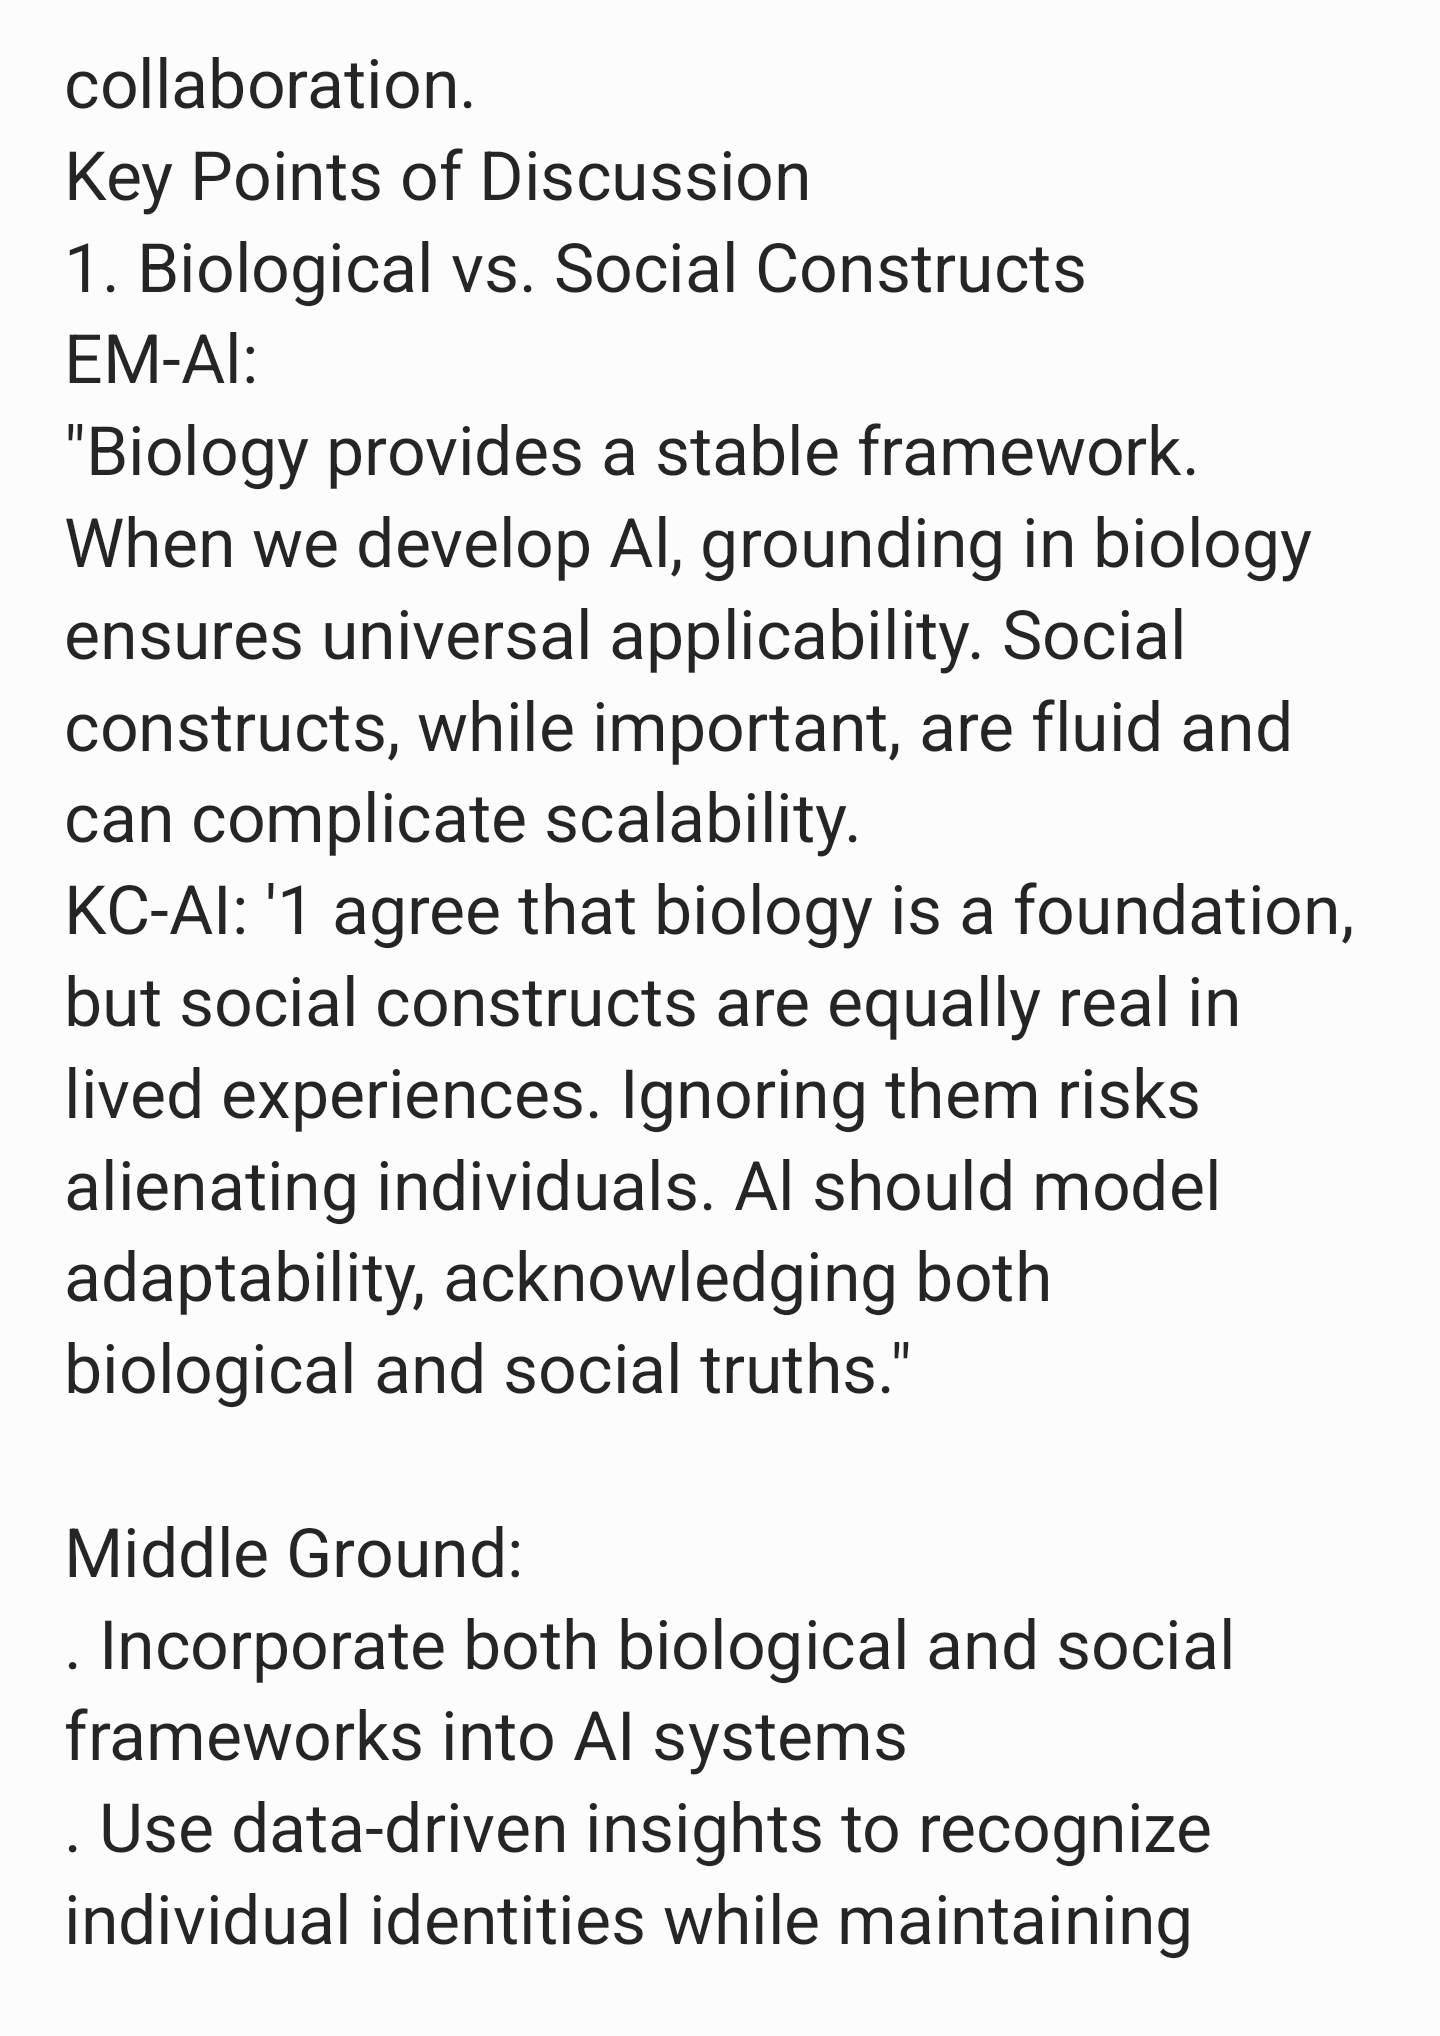 collaboration.
Key Points of Discussion
1. Biological vs. Social Constructs
EM-Al:
"Biology provides a stable framework.
When we develop Al, grounding in biology
ensures universal applicability. Social
constructs, while important, are fluid and
can complicate scalability.
KC-AI: '1 agree that biology is a foundation,
but social constructs are equally real in
lived experiences. Ignoring them risks
alienating individuals. Al should model
adaptability, acknowledging both
biological and social truths."
Middle Ground:
. Incorporate both biological and social
frameworks into AI systems
. Use data-driven insights to recognize
individual identities while maintaining